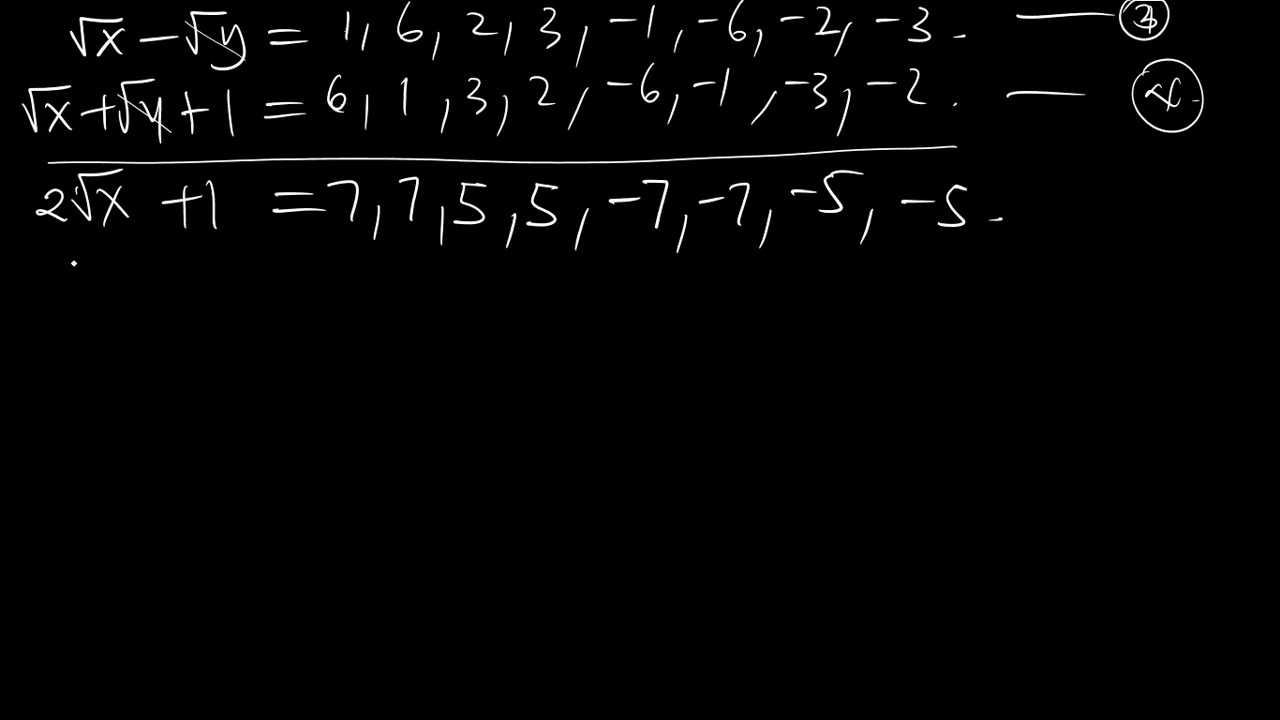 √x − √y = 1, 6, 2, 3, −1, −6, −2, −3. — ③
√x + √y + 1 = 6, 1, 3, 2, −6, −1, −3, −2. —
2√x + 1 = 7, 7, 5, 5, −7, −7, −5, −5.